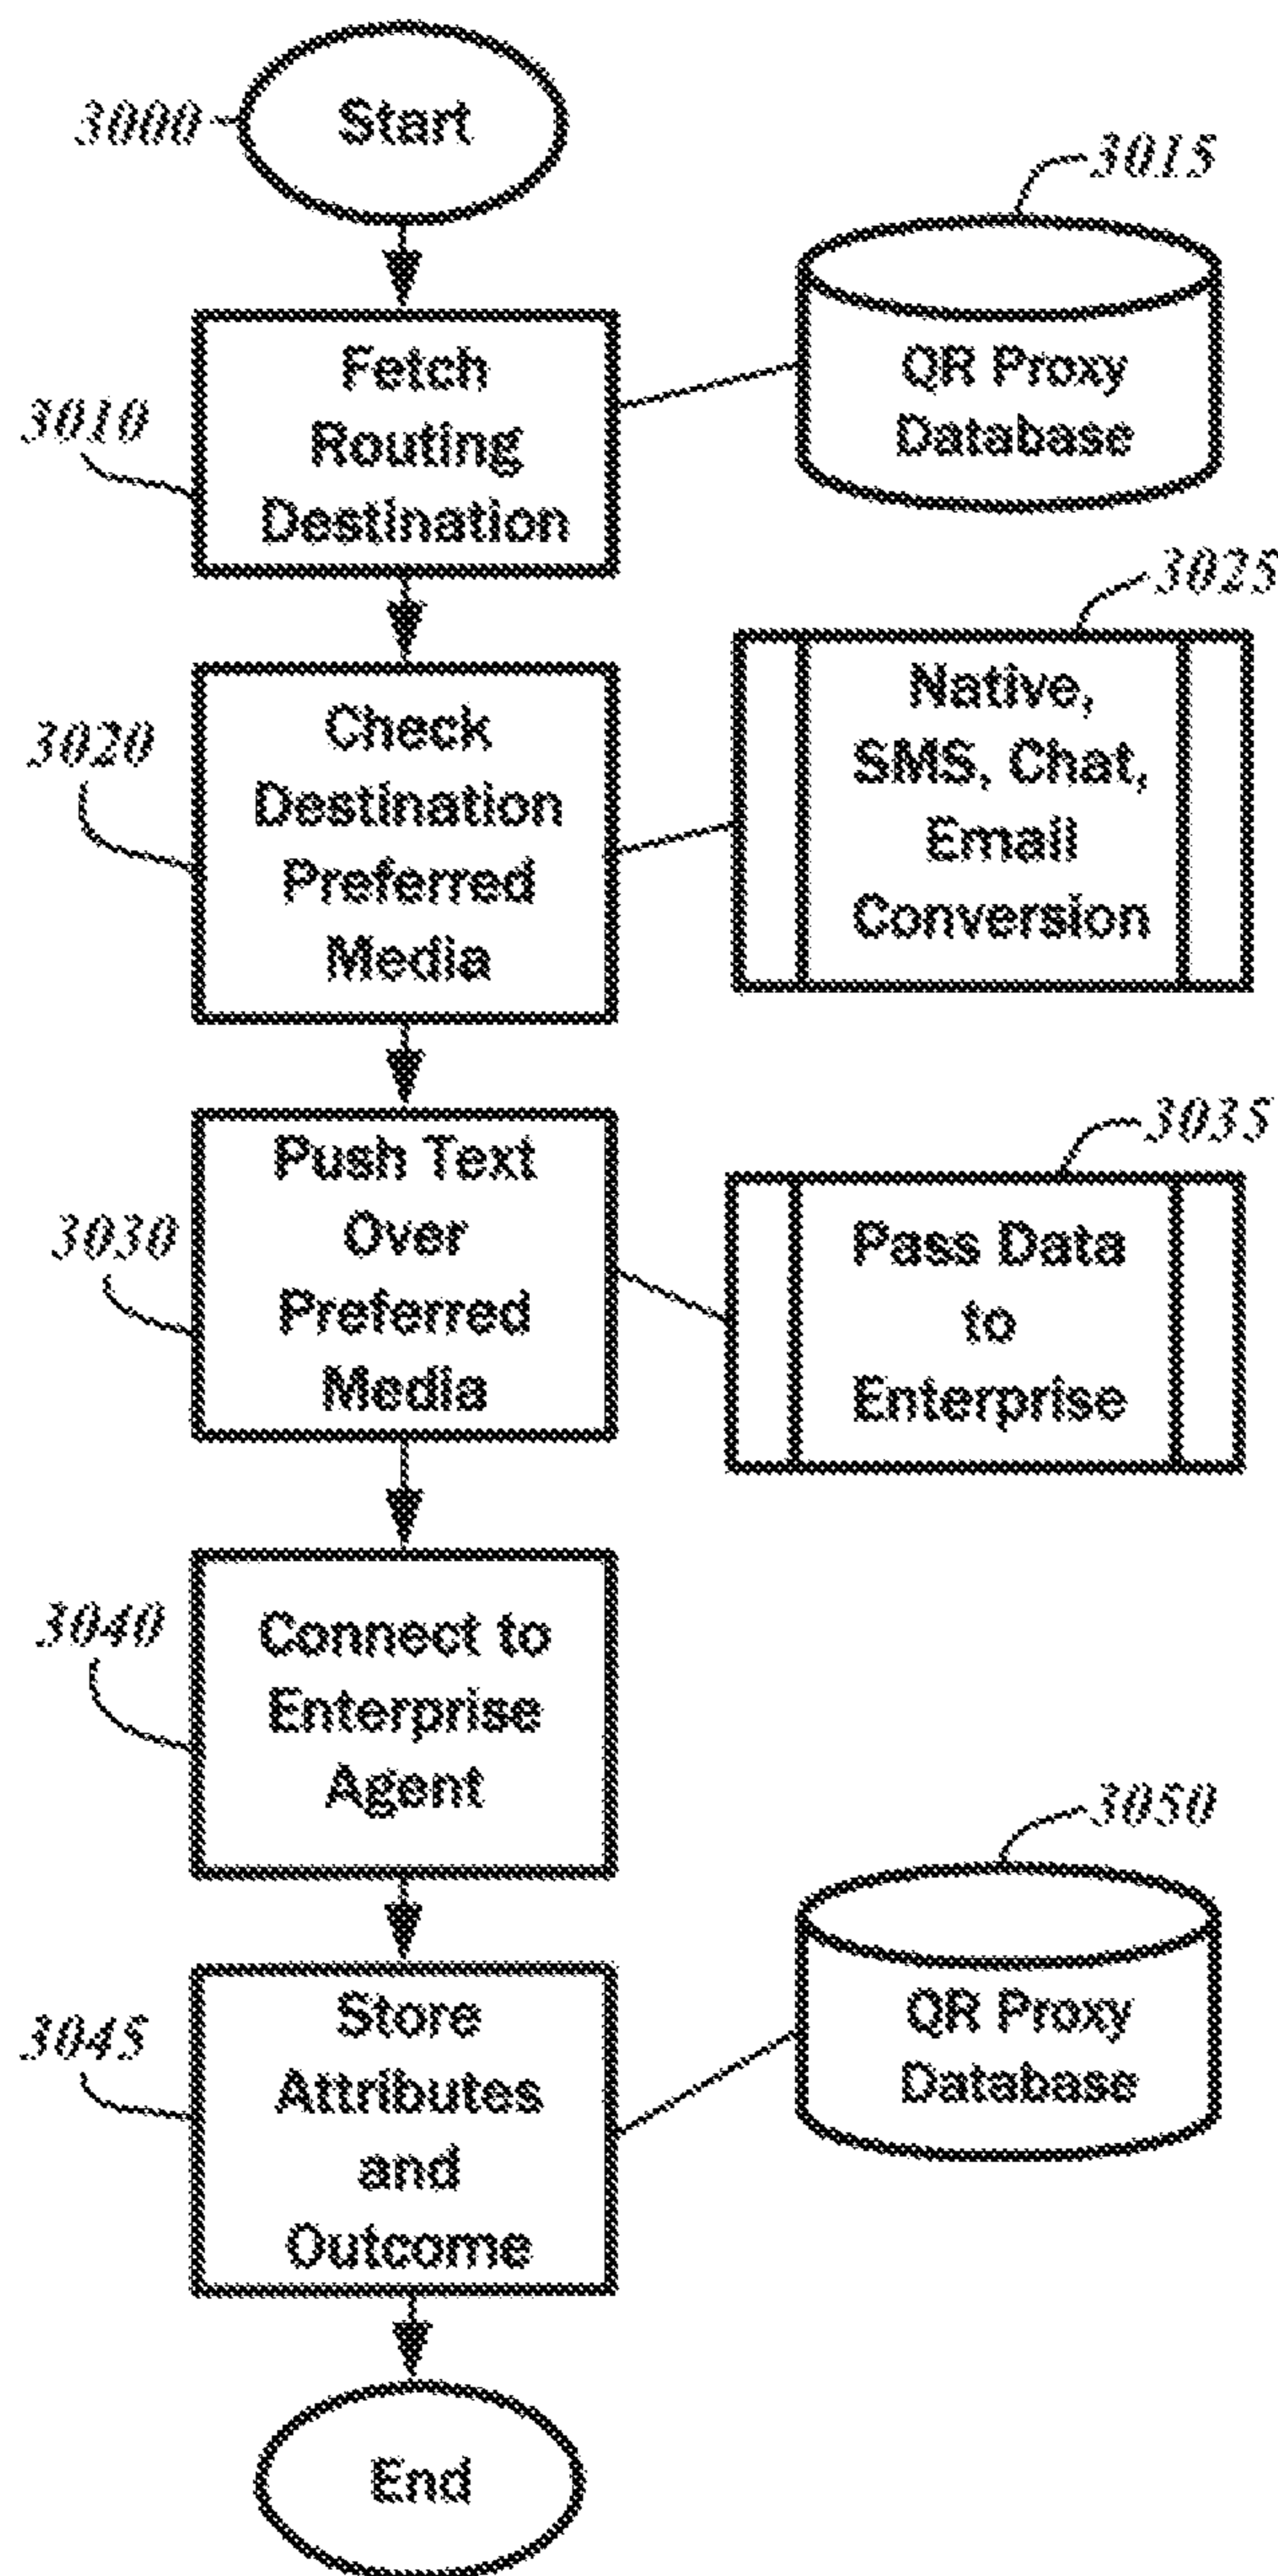 3000
Start
3015
QR Proxy
Database
3010
Fetch
Routing
Destination
3025
Native,
SMS, Chat,
Email
Conversion
3020
Check
Destination
Preferred
Media
3035
Pass Data
to
Enterprise
3030
Push Text
Over
Preferred
Media
3040
Connect to
Enterprise
Agent
3050
QR Proxy
Database
3045
Store
Attributes
and
Outcome
End